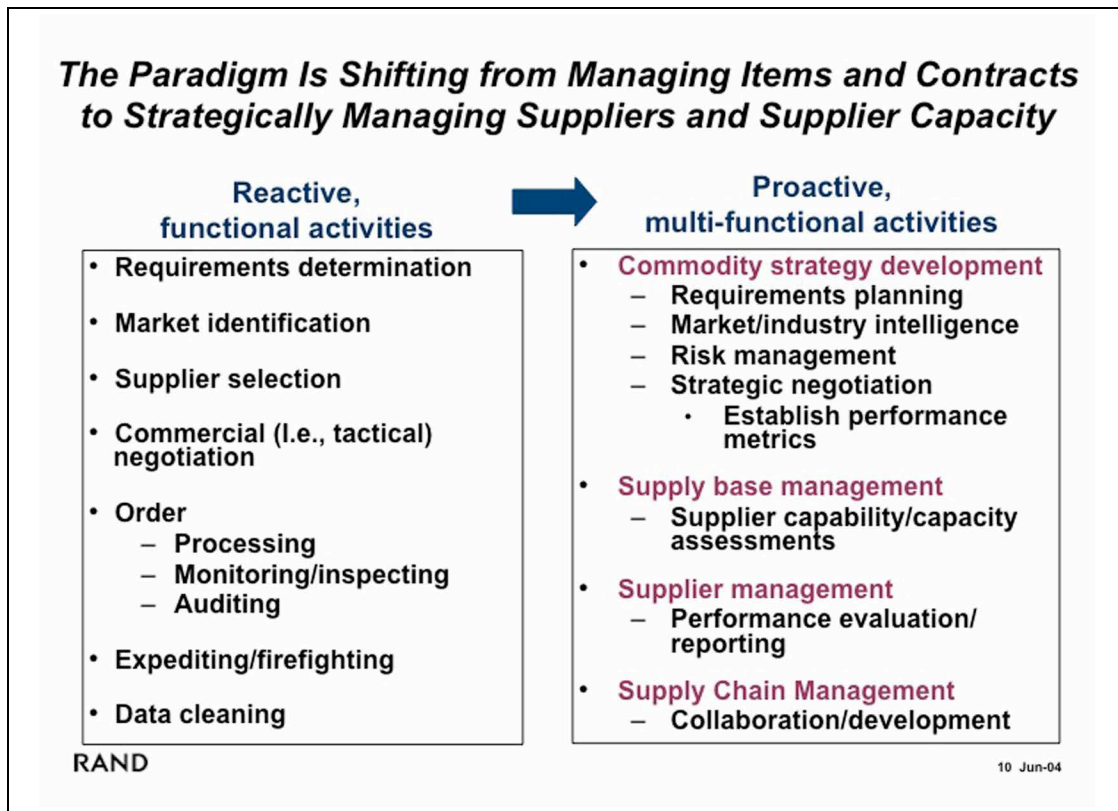 The Paradigm Is Shifting from Managing Items and Contracts
to Strategically Managing Suppliers and Supplier Capacity
Reactive,
functional activities
• Requirements determination
• Market identification
• Supplier selection
• Commercial (I.e., tactical)
negotiation
• Order
– Processing
– Monitoring/inspecting
– Auditing
• Expediting/firefighting
• Data cleaning
Proactive,
multi-functional activities
• Commodity strategy development
– Requirements planning
– Market/industry intelligence
– Risk management
– Strategic negotiation
• Establish performance
metrics
• Supply base management
– Supplier capability/capacity
assessments
• Supplier management
– Performance evaluation/
reporting
• Supply Chain Management
– Collaboration/development
RAND
10 Jun-04